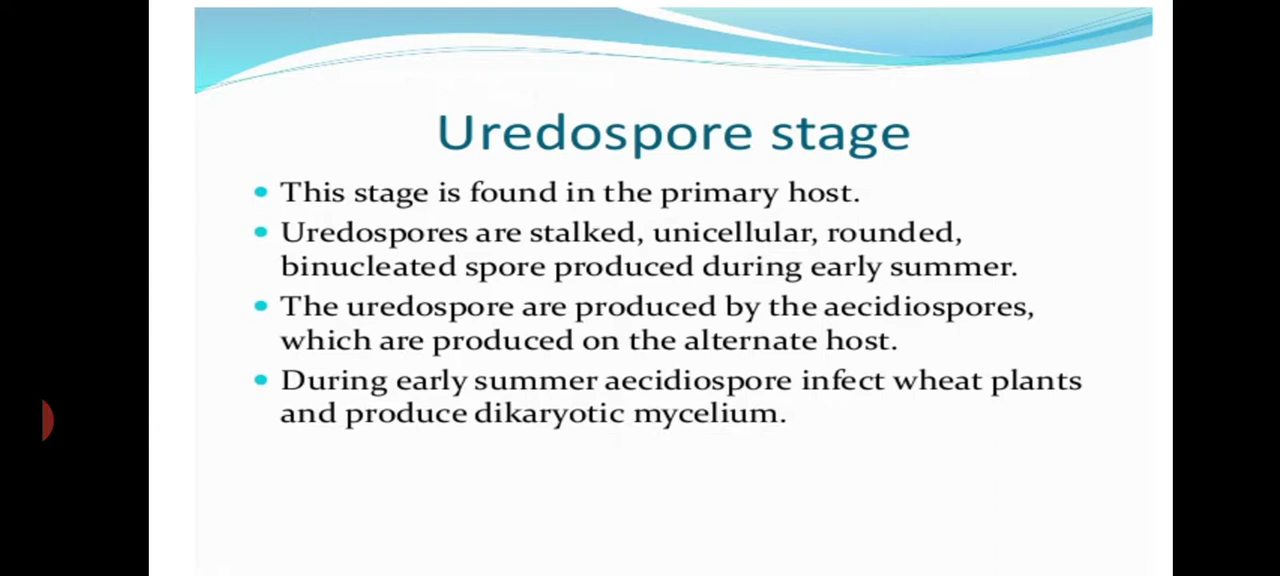 Uredospore stage
• This stage is found in the primary host.
• Uredospores are stalked, unicellular, rounded,
binucleated spore produced during early summer.
• The uredospore are produced by the aecidiospores,
which are produced on the alternate host.
• During early summer aecidiospore infect wheat plants
and produce dikaryotic mycelium.